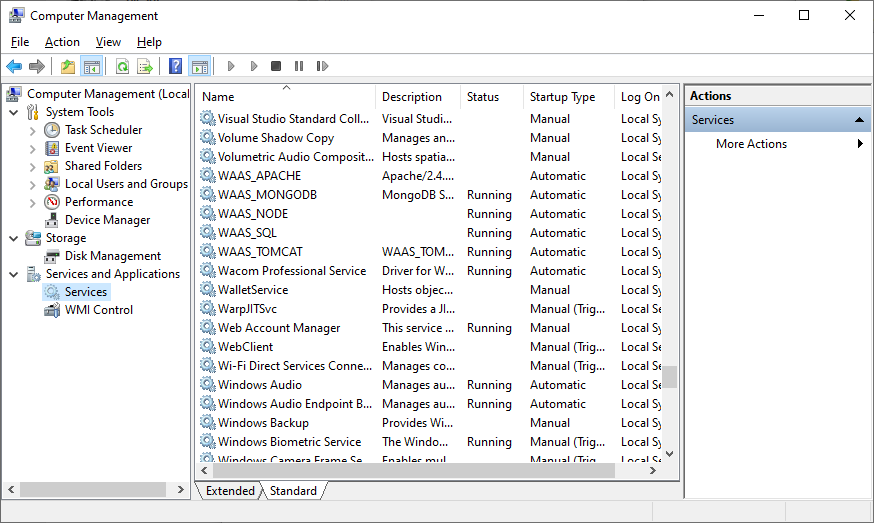 Computer Management
File Action View Help
Computer Management (Local
System Tools
Task Scheduler
Event Viewer
Shared Folders
Local Users and Groups
Performance
Device Manager
Storage
Disk Management
Services and Applications
Services
WMI Control
Name Description Status Startup Type Log On
Visual Studio Standard Coll... Visual Studi... Manual Local Sy
Volume Shadow Copy Manages an... Manual Local Sy
Volumetric Audio Composit... Hosts spatia... Manual Local Se
WAAS_APACHE Apache/2.4.... Automatic Local Sy
WAAS_MONGODB MongoDB S... Running Automatic Local Sy
WAAS_NODE Running Automatic Local Sy
WAAS_SQL Running Automatic Local Sy
WAAS_TOMCAT WAAS_TOM... Running Automatic Local Sy
Wacom Professional Service Driver for W... Running Automatic Local Sy
WalletService Hosts objec... Manual Local Sy
WarpJITSvc Provides a JI... Manual (Trig... Local Se
Web Account Manager This service ... Running Manual Local Sy
WebClient Enables Win... Manual (Trig... Local Se
Wi-Fi Direct Services Conne... Manages co... Manual (Trig... Local Se
Windows Audio Manages au... Running Automatic Local Se
Windows Audio Endpoint B... Manages au... Running Automatic Local Sy
Windows Backup Provides Wi... Manual Local Sy
Windows Biometric Service The Windo... Running Manual (Trig... Local Sy
Windows Camera Frame Se... Enables mul... Manual (Trig... Local Se
Extended Standard
Actions
Services
More Actions